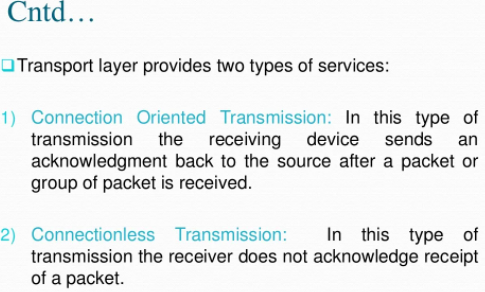 Cntd…
Transport layer provides two types of services:
1) Connection Oriented Transmission: In this type of
transmission the receiving device sends an
acknowledgment back to the source after a packet or
group of packet is received.
2) Connectionless Transmission: In this type of
transmission the receiver does not acknowledge receipt
of a packet.